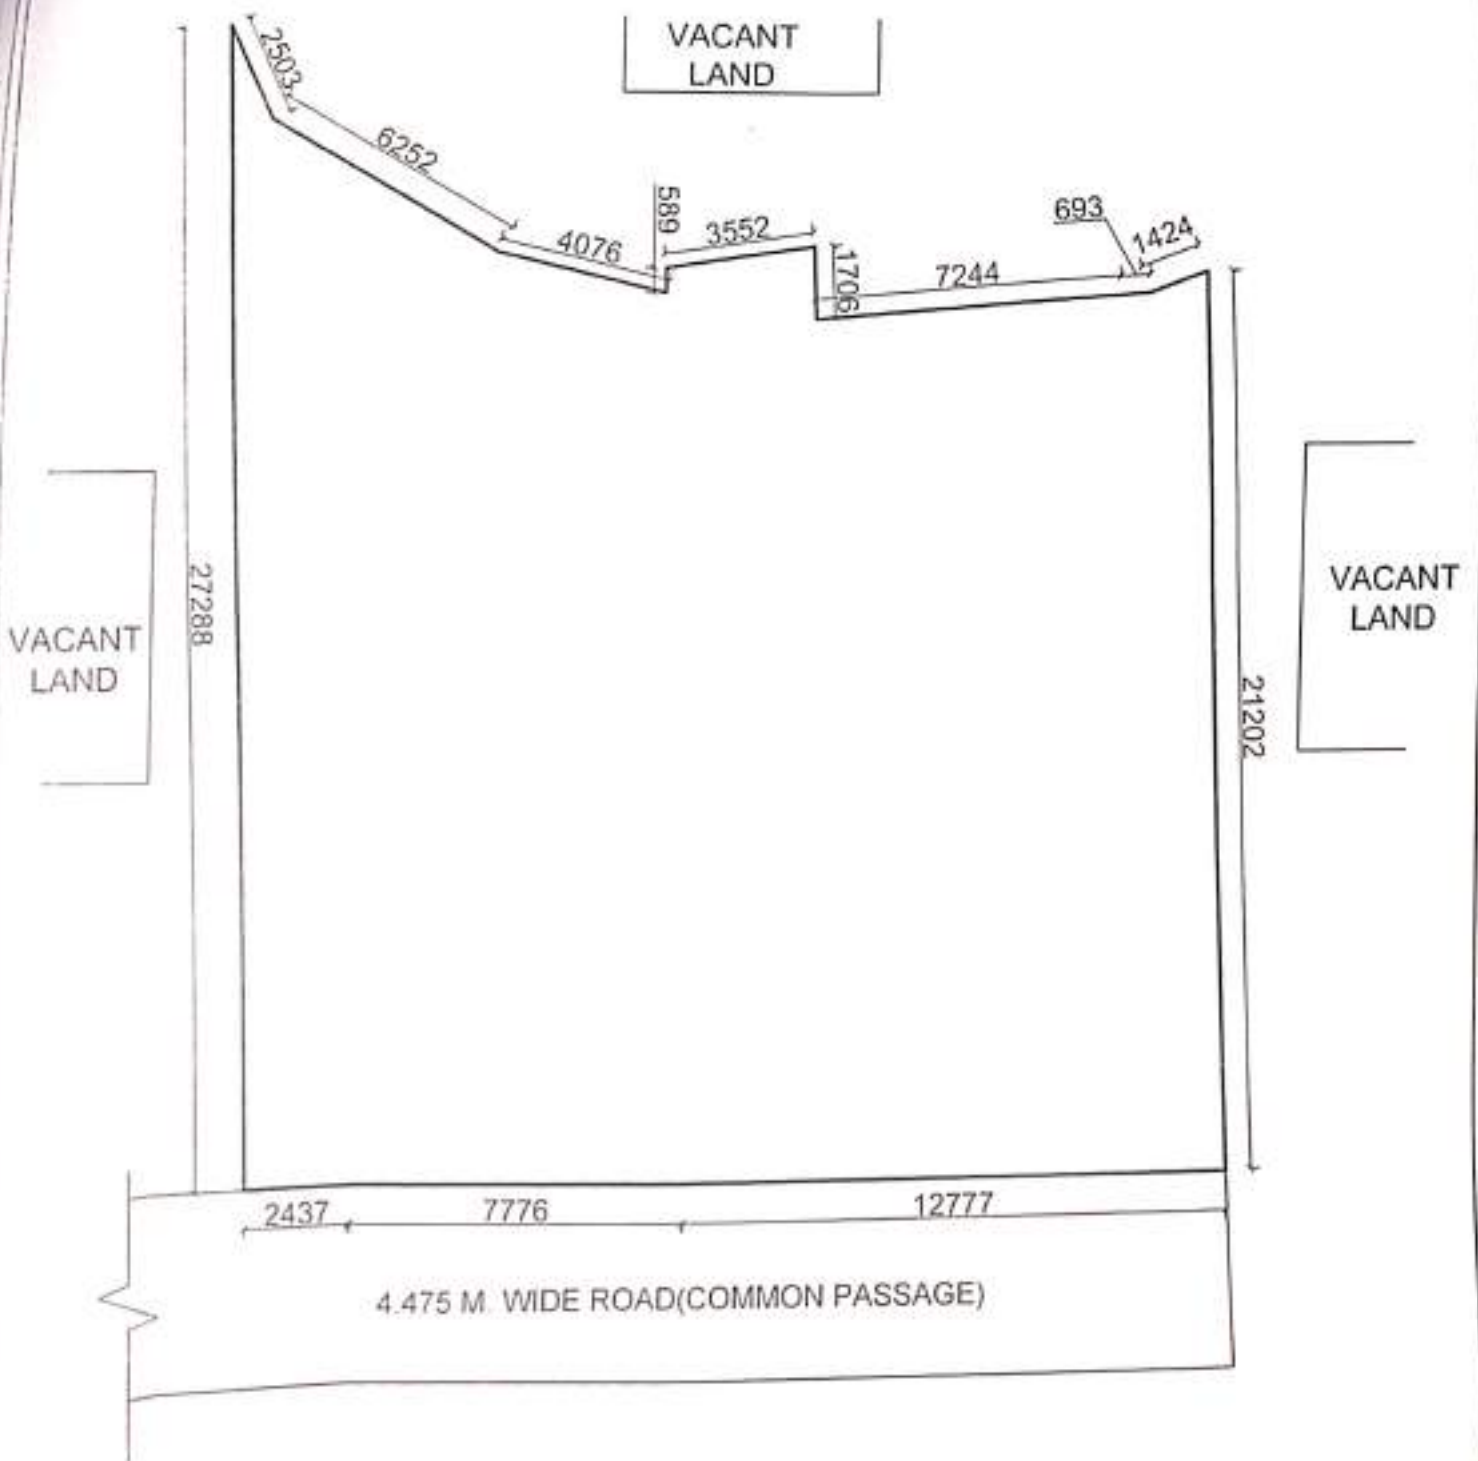 VACANT
LAND
2503
6252
4076
589
3552
1706
693
1424
7244
27288
VACANT
LAND
VACANT
LAND
21202
2437
7776
12777
4.475 M. WIDE ROAD(COMMON PASSAGE)